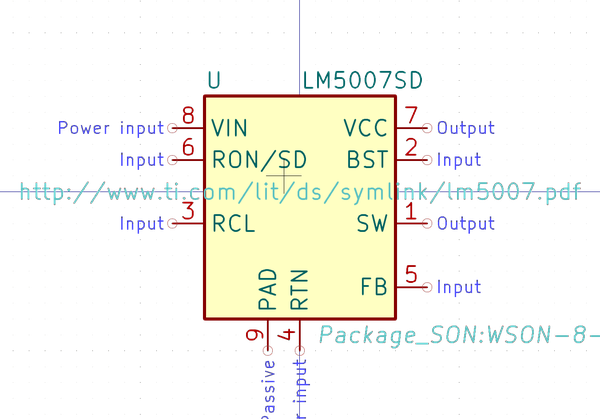 U LM5007SD
Power input 8 VIN VCC 7 Output
Input 6 RON/SD BST 2 Input
http://www.ti.com/lit/ds/symlink/lm5007.pdf
Input 3 RCL SW 1 Output
FB 5 Input
PAD RTN
9 4
Package_SON:WSON-8-
Passive r input